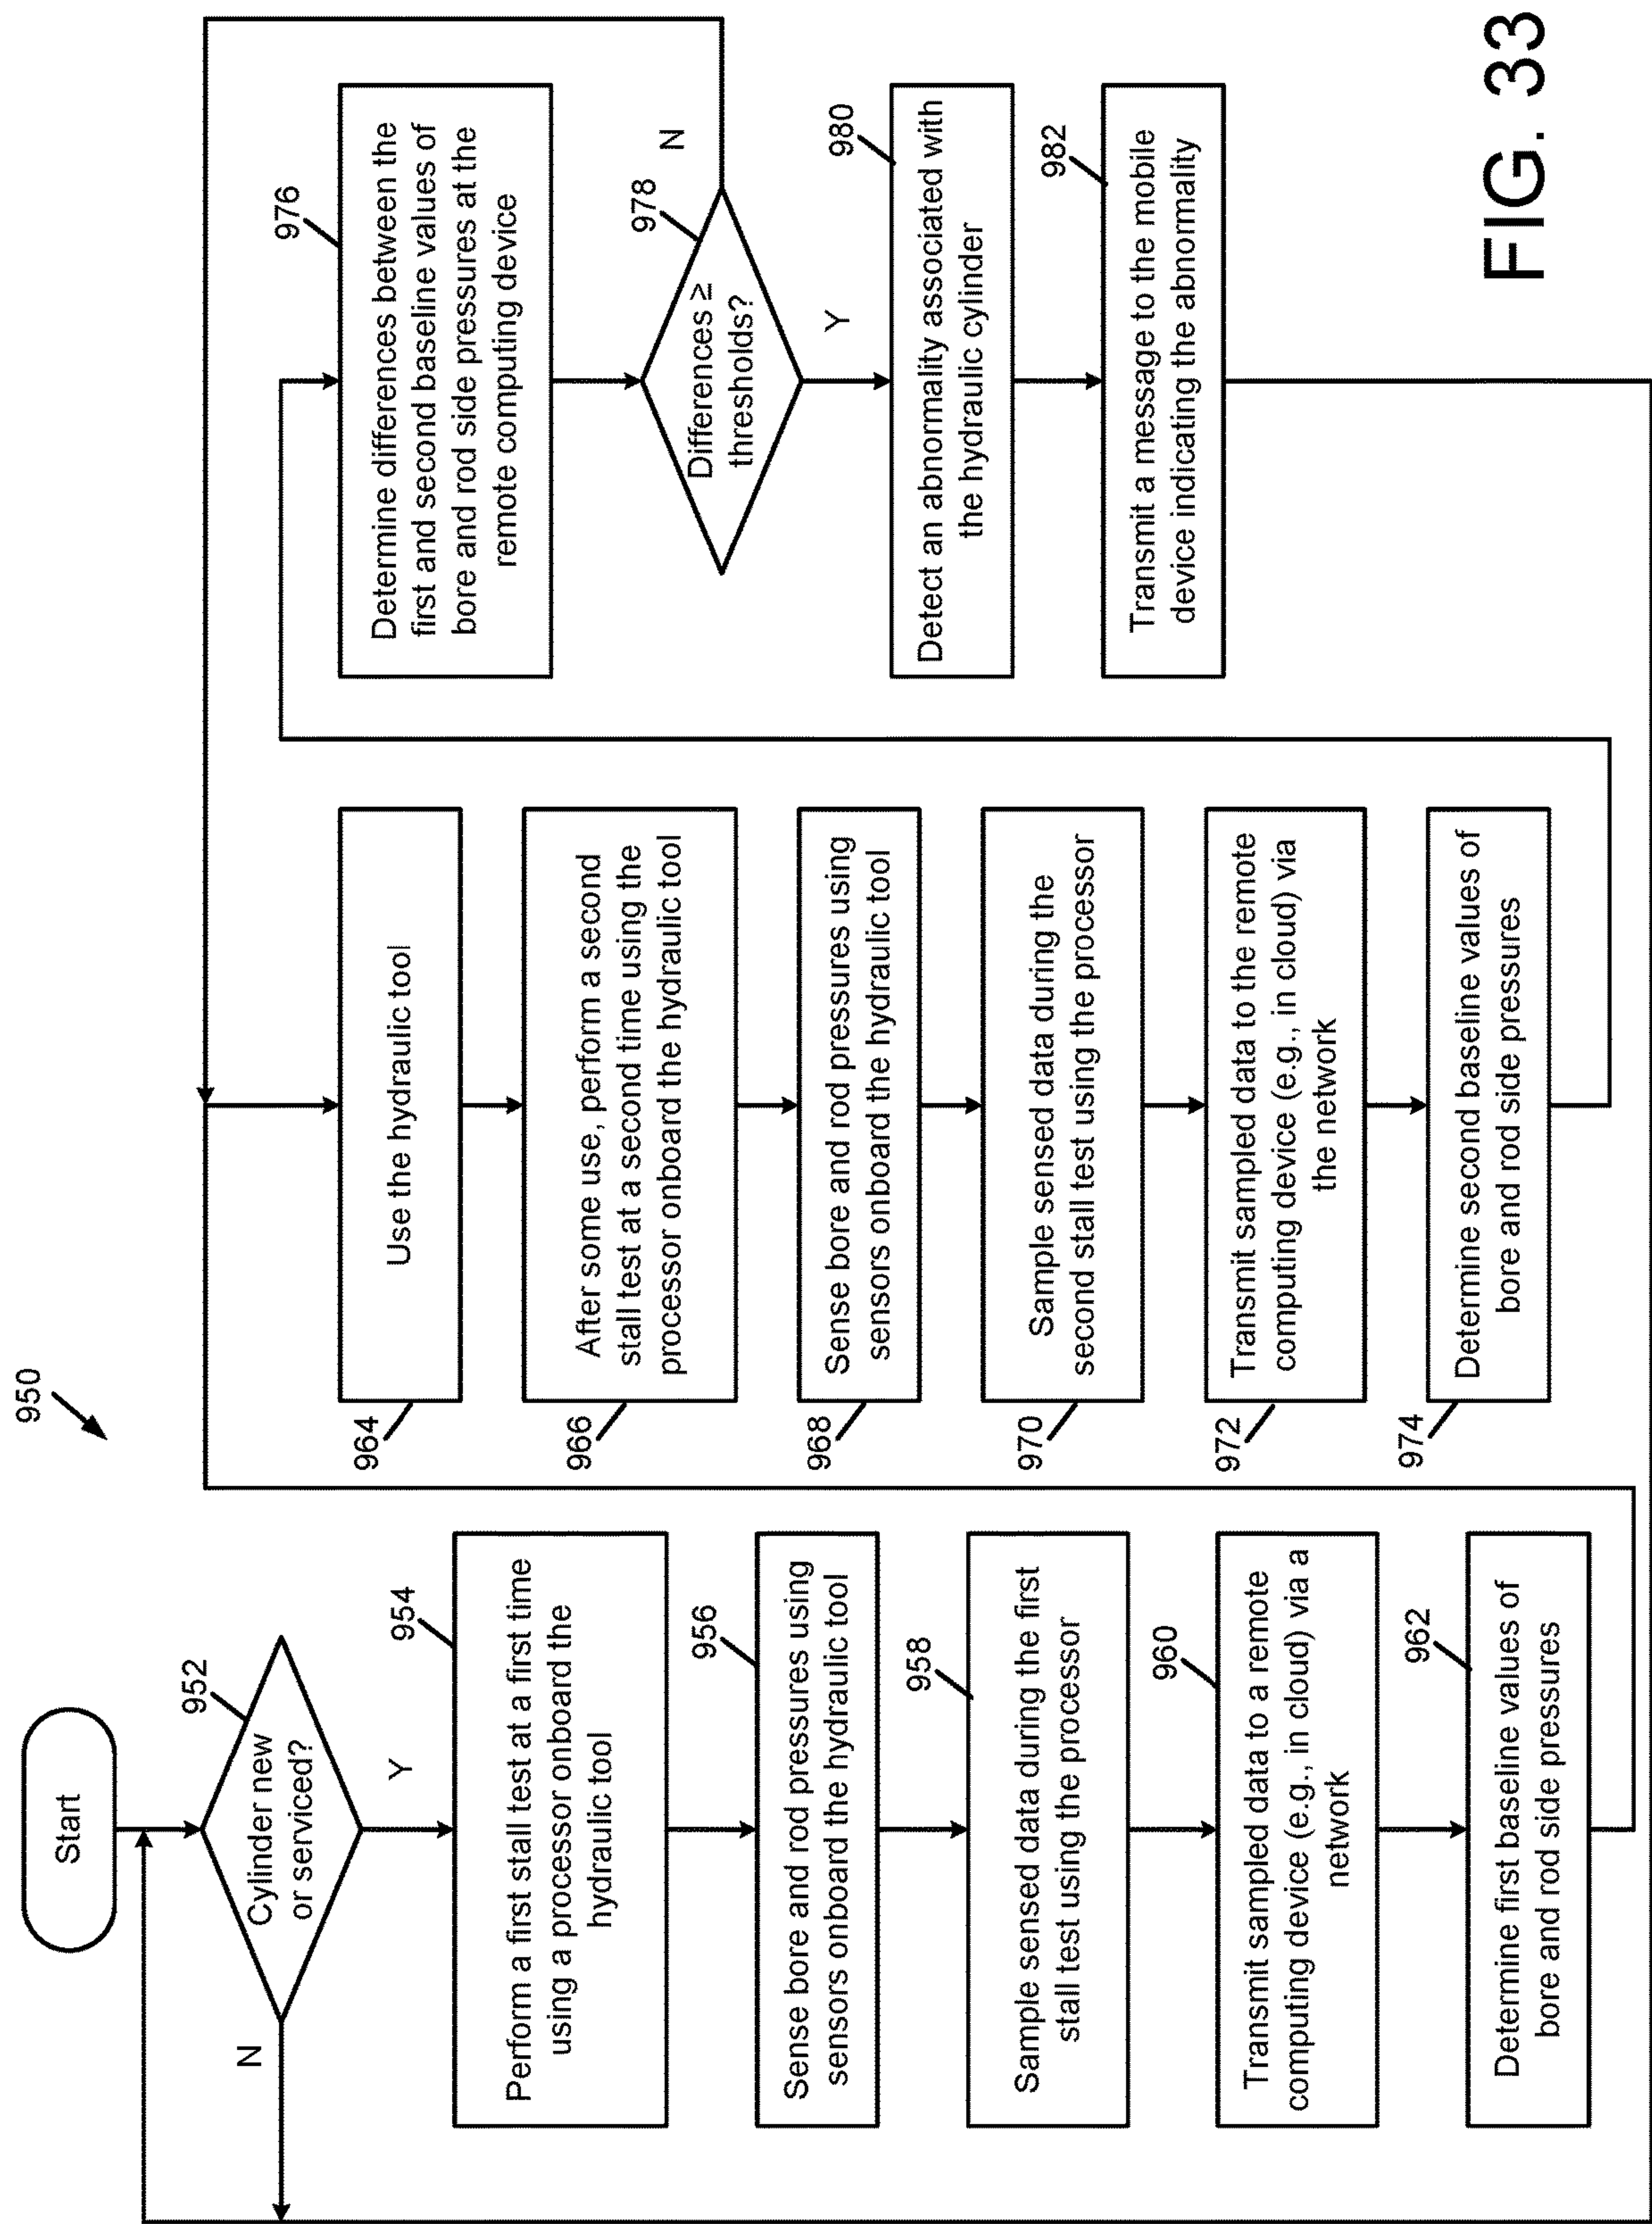 950
Start
952
Cylinder new
or serviced?
N
Y
954
Perform a first stall test at a first time
using a processor onboard the
hydraulic tool
956
Sense bore and rod pressures using
sensors onboard the hydraulic tool
958
Sample sensed data during the first
stall test using the processor
960
Transmit sampled data to a remote
computing device (e.g., in cloud) via a
network
962
Determine first baseline values of
bore and rod side pressures
964
Use the hydraulic tool
966
After some use, perform a second
stall test at a second time using the
processor onboard the hydraulic tool
968
Sense bore and rod pressures using
sensors onboard the hydraulic tool
970
Sample sensed data during the
second stall test using the processor
972
Transmit sampled data to the remote
computing device (e.g., in cloud) via
the network
974
Determine second baseline values of
bore and rod side pressures
976
Determine differences between the
first and second baseline values of
bore and rod side pressures at the
remote computing device
978
Differences ≥
thresholds?
N
Y
980
Detect an abnormality associated with
the hydraulic cylinder
982
Transmit a message to the mobile
device indicating the abnormality
FIG. 33